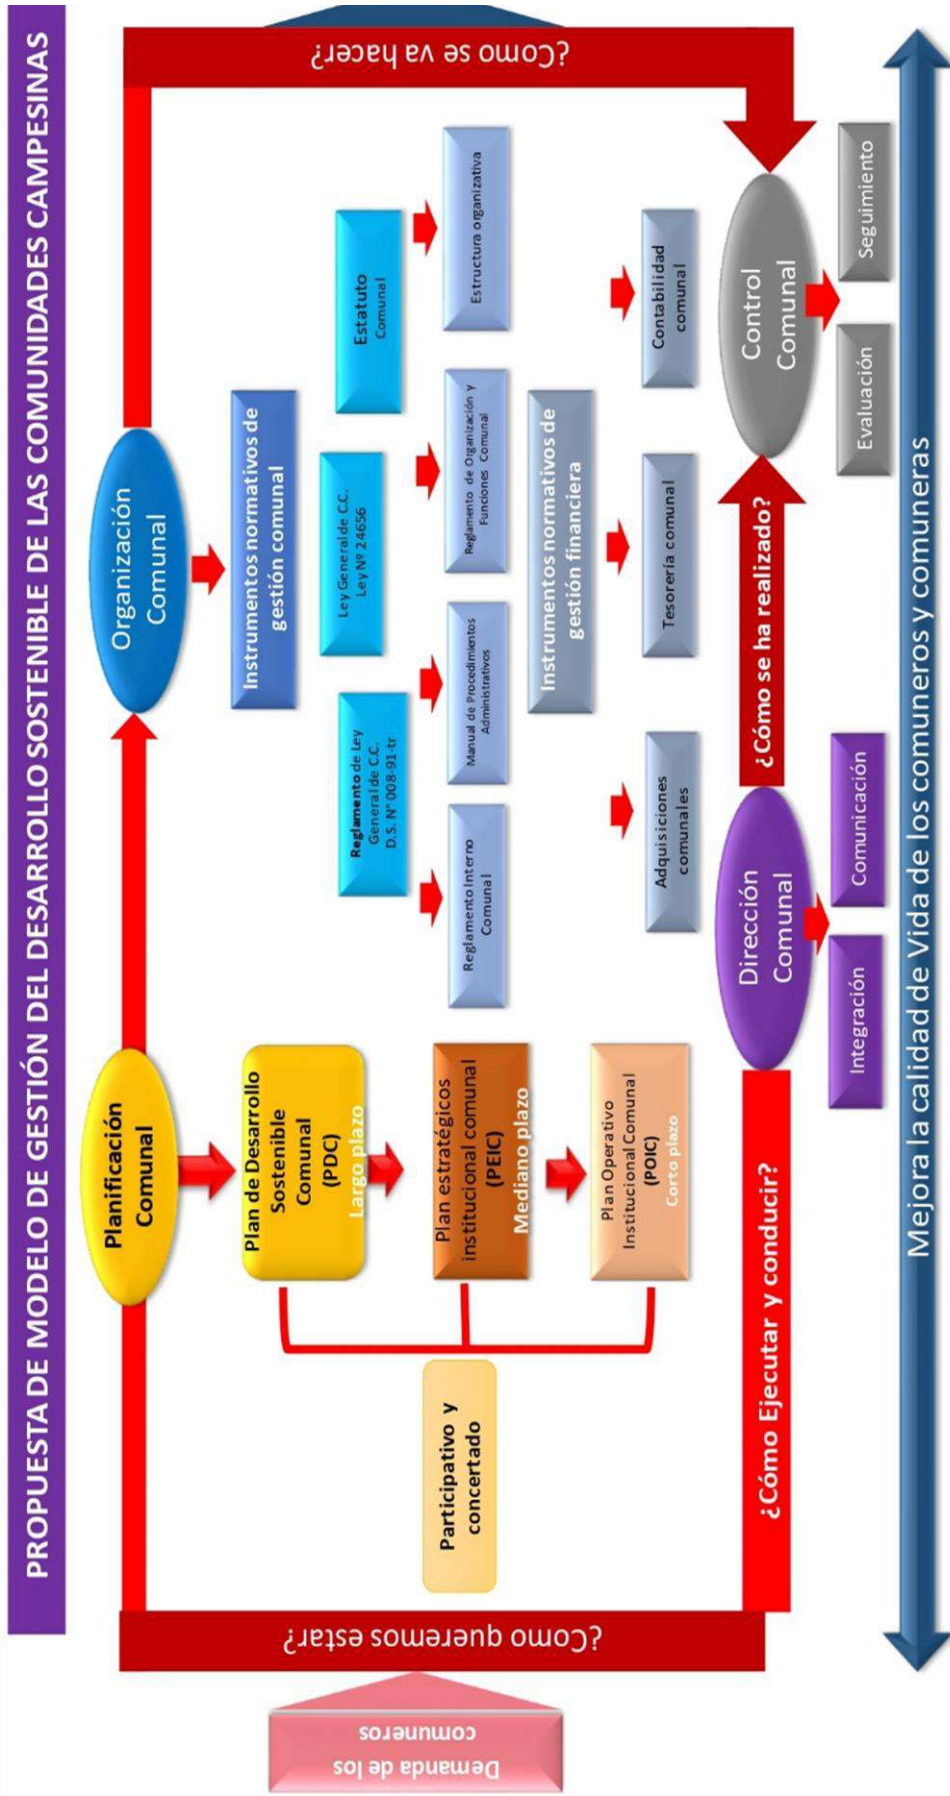 PROPUESTA DE MODELO DE GESTIÓN DEL DESARROLLO SOSTENIBLE DE LAS COMUNIDADES CAMPESINAS
Demanda de los
comuneros
¿Como queremos estar?
Planificación
Comunal
Plan de Desarrollo
Sostenible
Comunal
(PDC)
Largo plazo
Plan estratégicos
institucional comunal
(PEIC)
Mediano plazo
Plan Operativo
Institucional Comunal
(POIC)
Corto plazo
Participativo y
concertado
Organización
Comunal
Instrumentos normativos de
gestión comunal
Reglamento de Ley
General de C.C.
D.S. N° 008-91-tr
Ley General de C.C.
Ley Nº 24656
Estatuto
Comunal
Reglamento Interno
Comunal
Manual de Procedimientos
Administrativos
Reglamento de Organización y
Funciones Comunal
Estructura organizativa
Instrumentos normativos de
gestión financiera
Adquisiciones
comunales
Tesorería comunal
Contabilidad
comunal
¿Como se va hacer?
¿Cómo Ejecutar y conducir?
Dirección
Comunal
¿Cómo se ha realizado?
Control
Comunal
Integración
Comunicación
Evaluación
Seguimiento
Mejora la calidad de Vida de los comuneros y comuneras